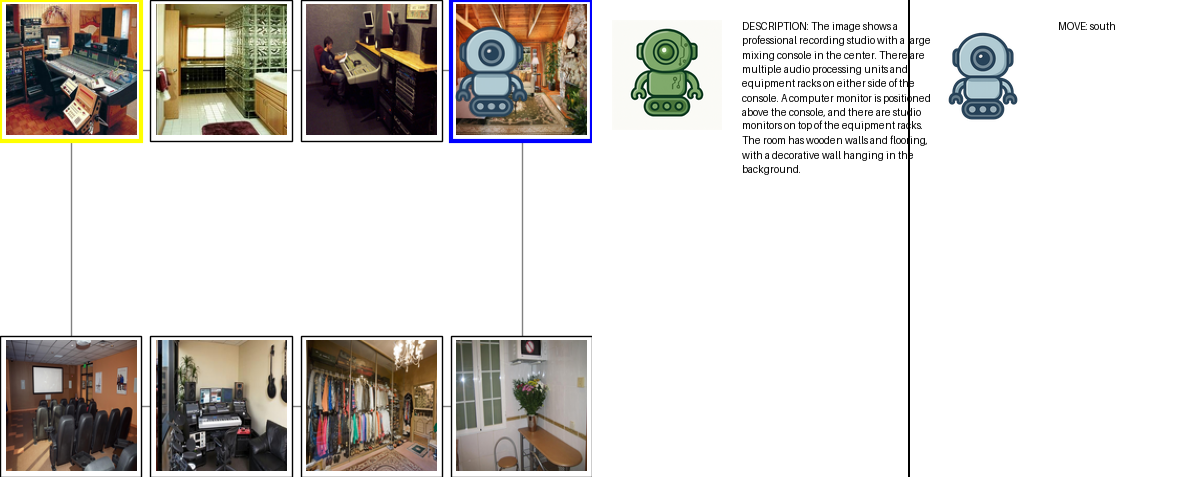 DESCRIPTION: The image shows a
professional recording studio with a large
mixing console in the center. There are
multiple audio processing units and
equipment racks on either side of the
console. A computer monitor is positioned
above the console, and there are studio
monitors on top of the equipment racks.
The room has wooden walls and flooring,
with a decorative wall hanging in the
background.
MOVE: south